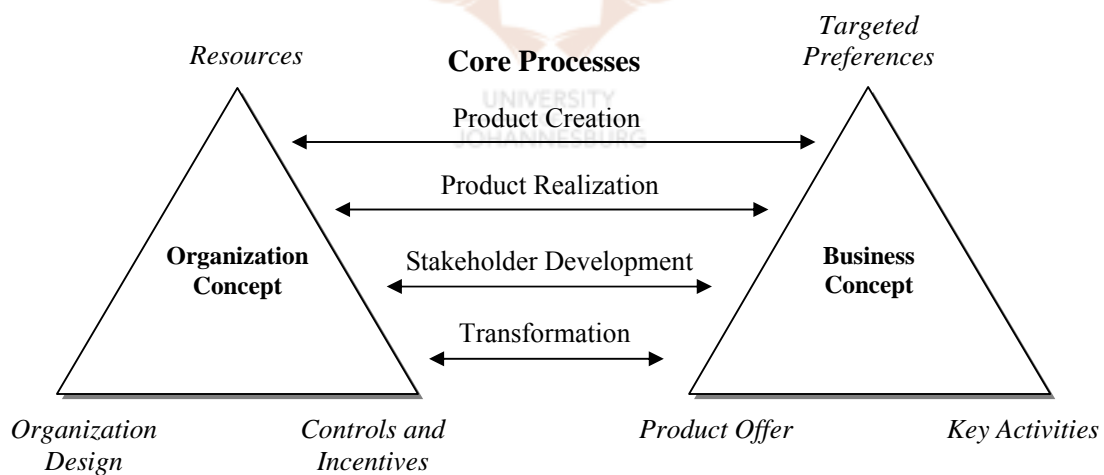 Targeted
Preferences
Resources
Core Processes
UNIVERSITY
JOHANNESBURG
Product Creation
Product Realization
Organization
Concept
Stakeholder Development
Business
Concept
Transformation
Organization
Design
Controls and
Incentives
Product Offer
Key Activities